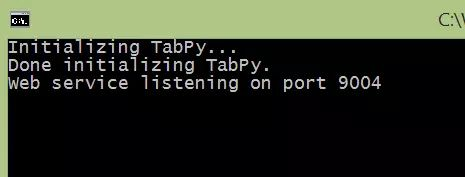 C:\
Initializing TabPy...
Done initializing TabPy.
Web service listening on port 9004